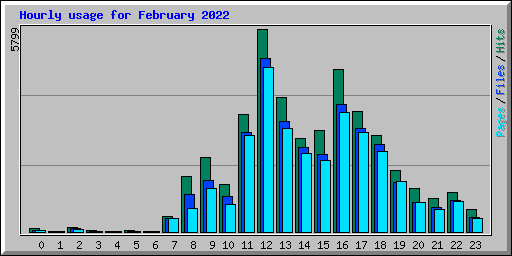 Hourly usage for February 2022
5799
Pages / Files / Hits
0 1 2 3 4 5 6 7 8 9 10 11 12 13 14 15 16 17 18 19 20 21 22 23